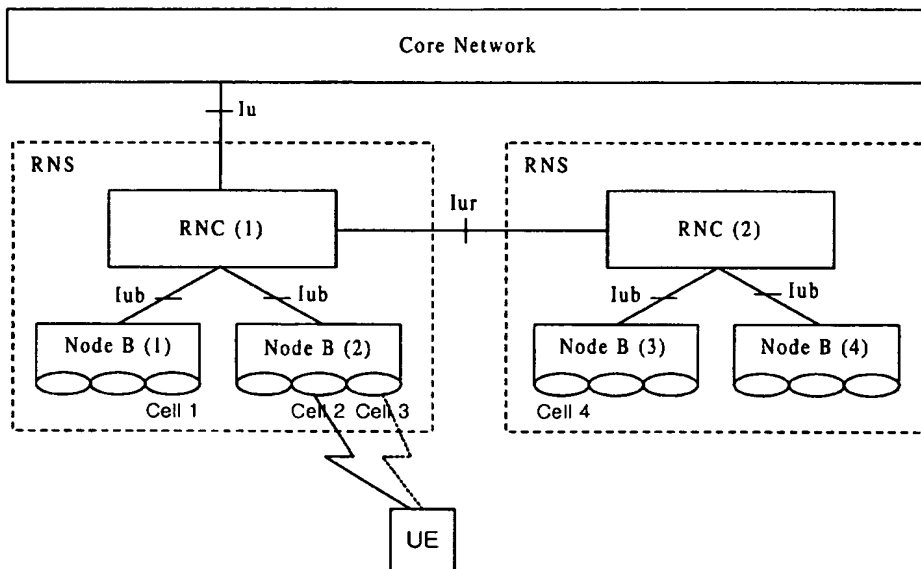 Core Network
Iu
RNS
RNS
RNC (1)
Iur
RNC (2)
Iub
Iub
Iub
Iub
Node B (1)
Node B (2)
Node B (3)
Node B (4)
Cell 1
Cell 2
Cell 3
Cell 4
UE